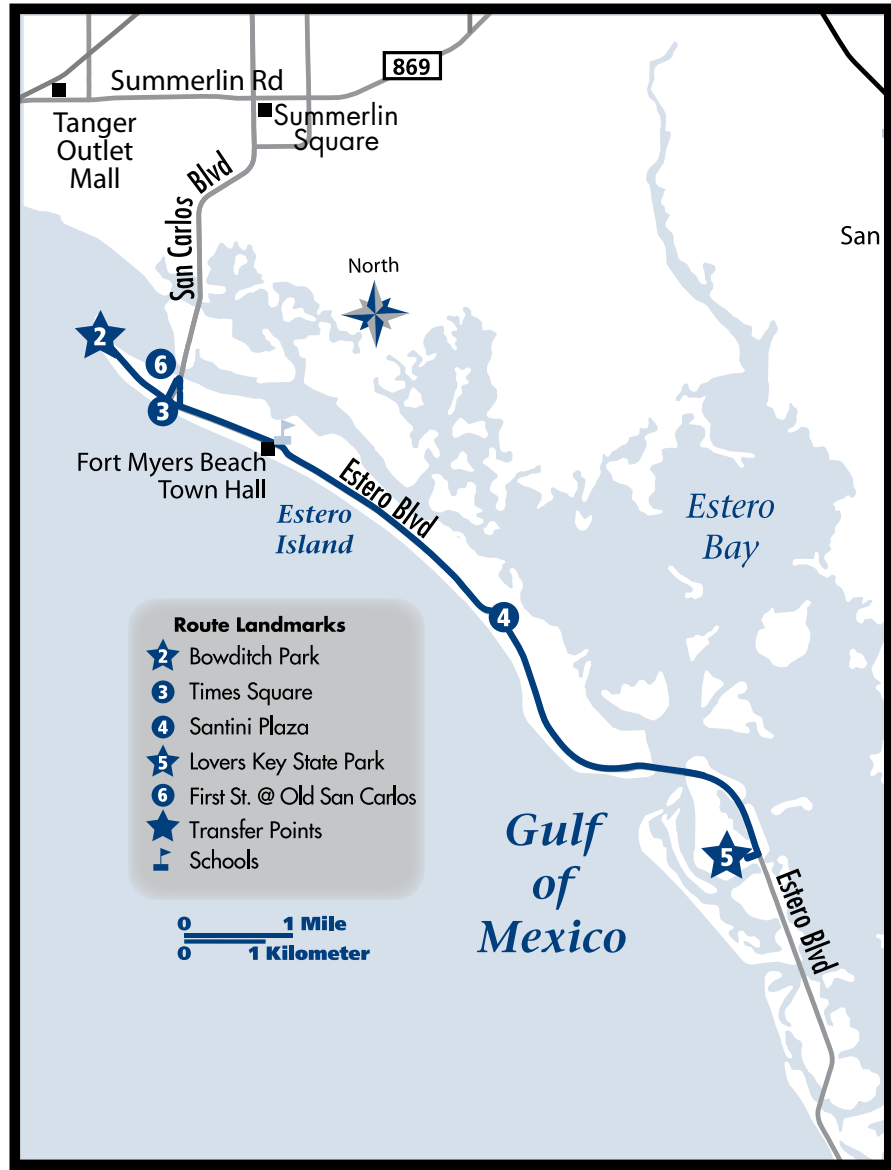 869
Summerlin Rd
Tanger
Outlet
Mall
Summerlin
Square
San Carlos Blvd
San
North
2
6
3
Fort Myers Beach
Town Hall
Estero Blvd
Estero
Island
Estero
Bay
4
Route Landmarks
2 Bowditch Park
3 Times Square
4 Santini Plaza
5 Lovers Key State Park
6 First St. @ Old San Carlos
Transfer Points
Schools
0 1 Mile
0 1 Kilometer
Gulf
of
Mexico
5
Estero Blvd